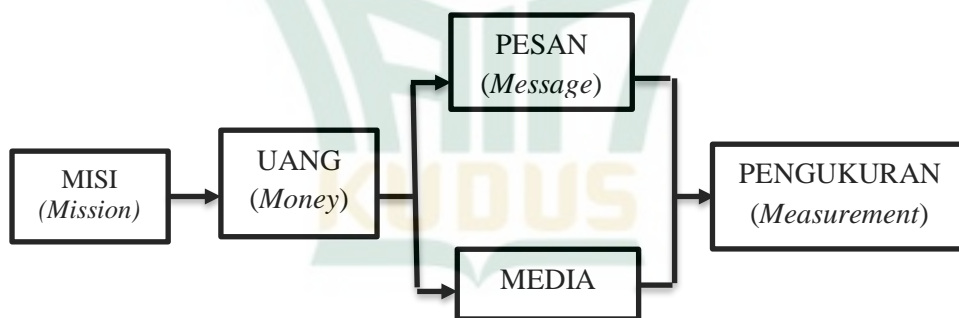 PESAN
(Message)
UANG
(Money)
MISI
(Mission)
PENGUKURAN
(Measurement)
KUDUS
MEDIA